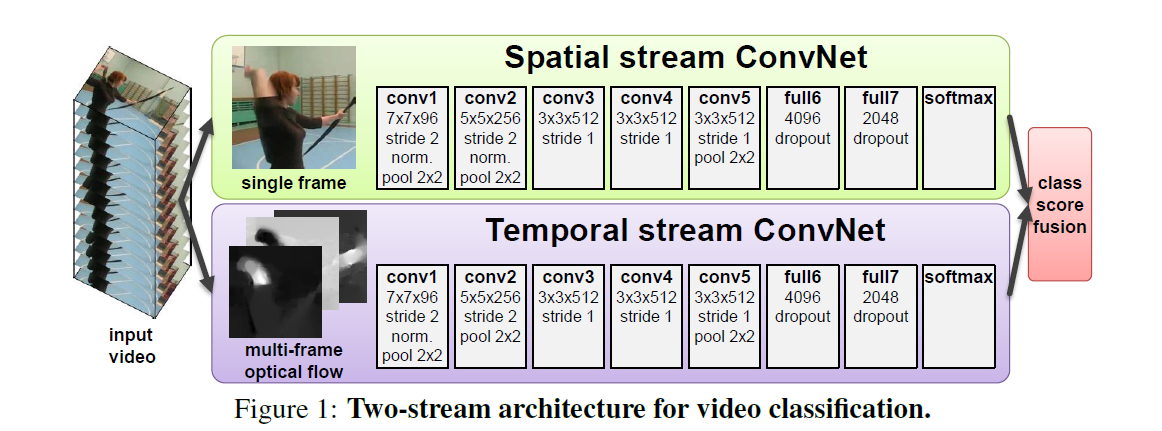 Spatial stream ConvNet
conv1
7x7x96
stride 2
norm.
pool 2x2
conv2
5x5x256
stride 2
norm.
pool 2x2
conv3
3x3x512
stride 1
conv4
3x3x512
stride 1
conv5
3x3x512
stride 1
pool 2x2
full6
4096
dropout
full7
2048
dropout
softmax
single frame
Temporal stream ConvNet
conv1
7x7x96
stride 2
norm.
pool 2x2
conv2
5x5x256
stride 2
pool 2x2
conv3
3x3x512
stride 1
conv4
3x3x512
stride 1
conv5
3x3x512
stride 1
pool 2x2
full6
4096
dropout
full7
2048
dropout
softmax
multi-frame
optical flow
input
video
class
score
fusion
Figure 1: Two-stream architecture for video classification.